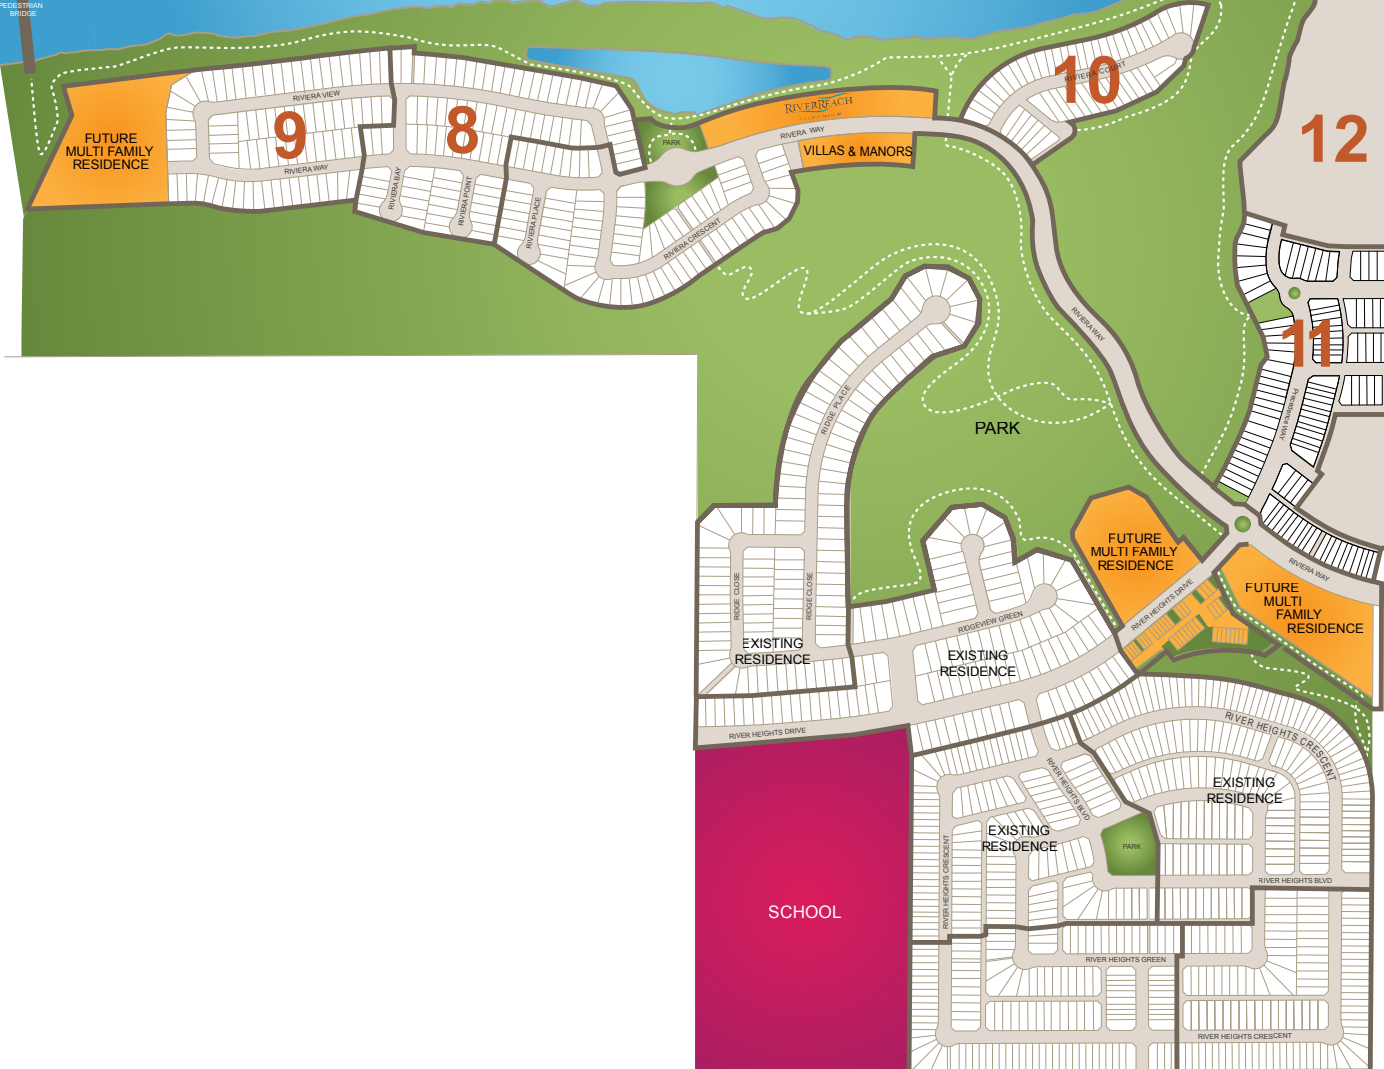 PEDESTRIAN
BRIDGE
10
RIVIERA COURT
12
RIVIERA VIEW
9
8
RIVERREACH
RIVERA WAY
PARK
VILLAS & MANORS
FUTURE
MULTI FAMILY
RESIDENCE
RIVIERA WAY
RIVIERA BAY
RIVIERA POINT
RIVIERA PLACE
RIVIERA CRESCENT
RIVIERA WAY
11
Precedence WAY
RIDGE PLACE
PARK
FUTURE
MULTI FAMILY
RESIDENCE
RIVIERA WAY
RIVER HEIGHTS DRIVE
FUTURE
MULTI
FAMILY
RESIDENCE
RIDGE CLOSE
RIDGE CLOSE
RIDGEVIEW GREEN
EXISTING
RESIDENCE
EXISTING
RESIDENCE
RIVER HEIGHTS DRIVE
RIVER HEIGHTS CRESCENT
RIVER HEIGHTS BLVD
EXISTING
RESIDENCE
EXISTING
RESIDENCE
PARK
RIVER HEIGHTS CRESCENT
RIVER HEIGHTS BLVD
SCHOOL
RIVER HEIGHTS GREEN
RIVER HEIGHTS CRESCENT